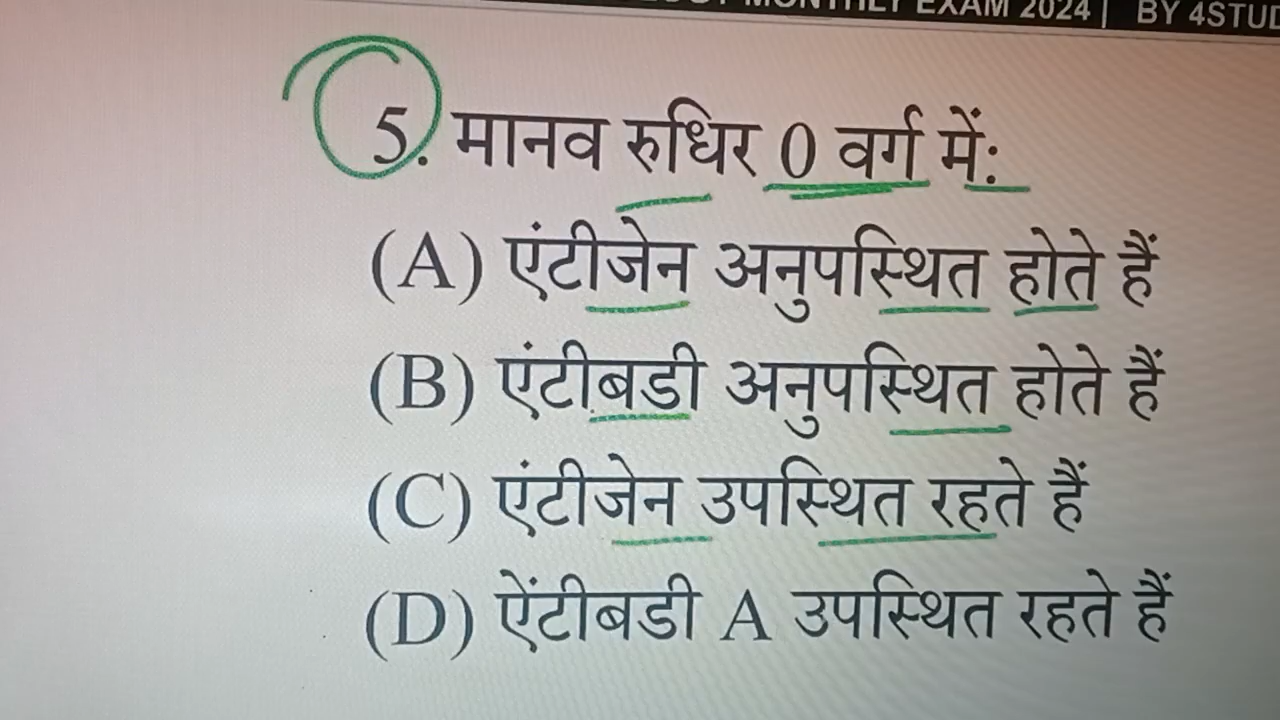 MONTHLY EXAM 2024 | BY 4STUD
5. मानव रुधिर 0 वर्ग में:
(A) एंटीजेन अनुपस्थित होते हैं
(B) एंटीबडी अनुपस्थित होते हैं
(C) एंटीजेन उपस्थित रहते हैं
(D) ऐंटीबडी A उपस्थित रहते हैं